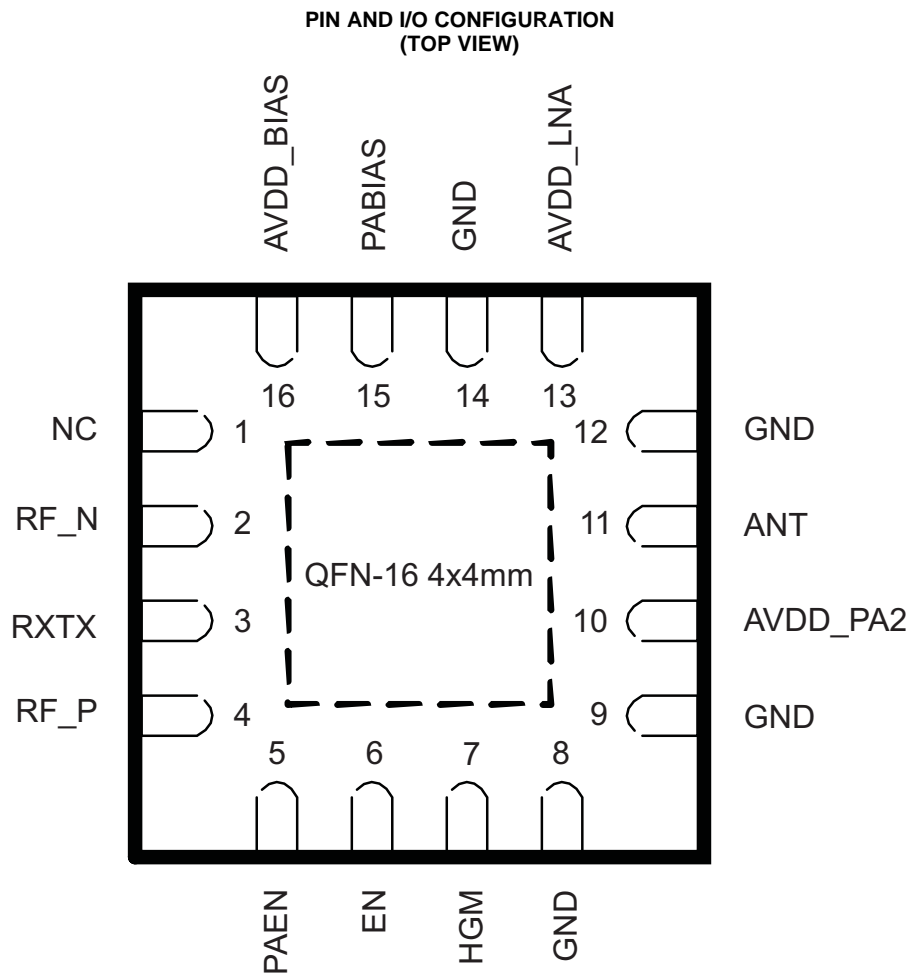 PIN AND I/O CONFIGURATION
(TOP VIEW)
AVDD_BIAS
PABIAS
GND
AVDD_LNA
16
15
14
13
NC
1
12
GND
RF_N
2
11
ANT
QFN-16 4x4mm
RXTX
3
10
AVDD_PA2
RF_P
4
9
GND
5
6
7
8
PAEN
EN
HGM
GND